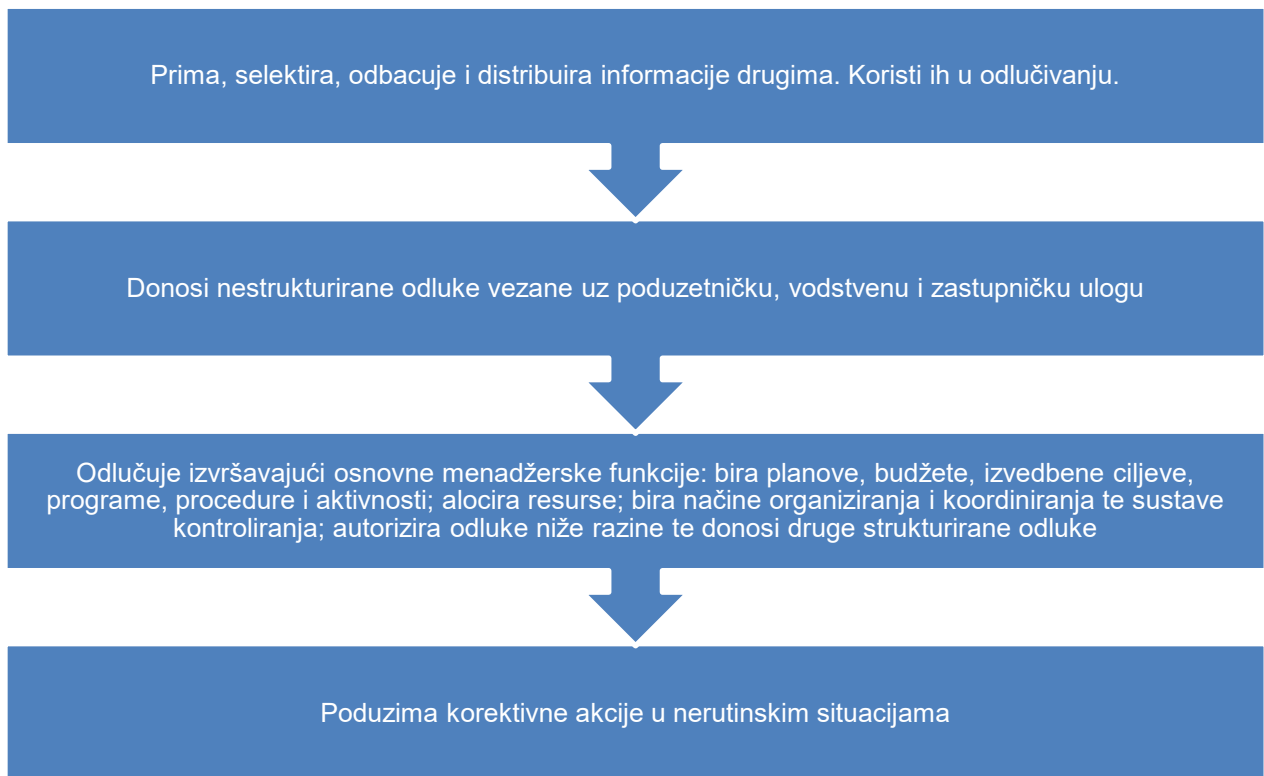 Prima, selektira, odbacuje i distribuira informacije drugima. Koristi ih u odlučivanju.
Donosi nestrukturirane odluke vezane uz poduzetničku, vodstvenu i zastupničku ulogu
Odlučuje izvršavajući osnovne menadžerske funkcije: bira planove, budžete, izvedbene ciljeve,
programe, procedure i aktivnosti; alocira resurse; bira načine organiziranja i koordiniranja te sustave
kontroliranja; autorizira odluke niže razine te donosi druge strukturirane odluke
Poduzima korektivne akcije u nerutinskim situacijama